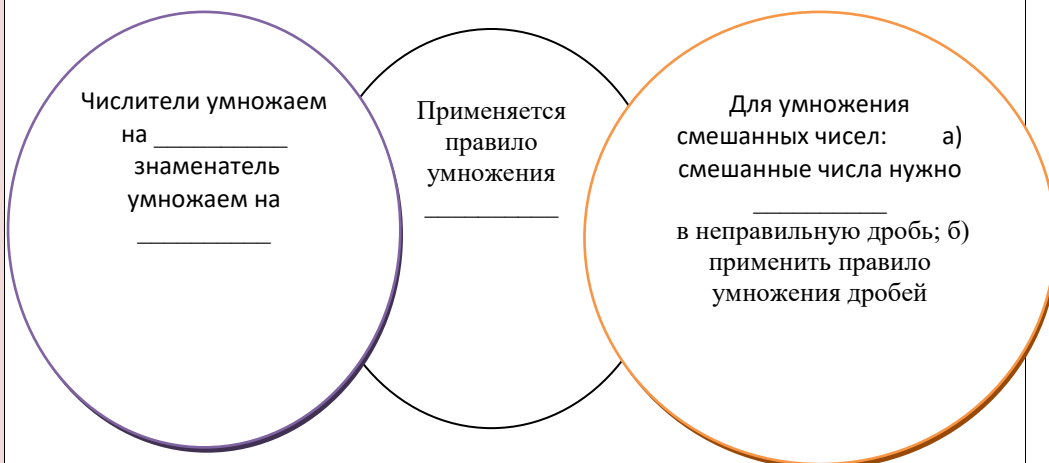 Числители умножаем
на __________
знаменатель
умножаем на
__________
Применяется
правило
умножения
__________
Для умножения
смешанных чисел: а)
смешанные числа нужно
__________
в неправильную дробь; б)
применить правило
умножения дробей